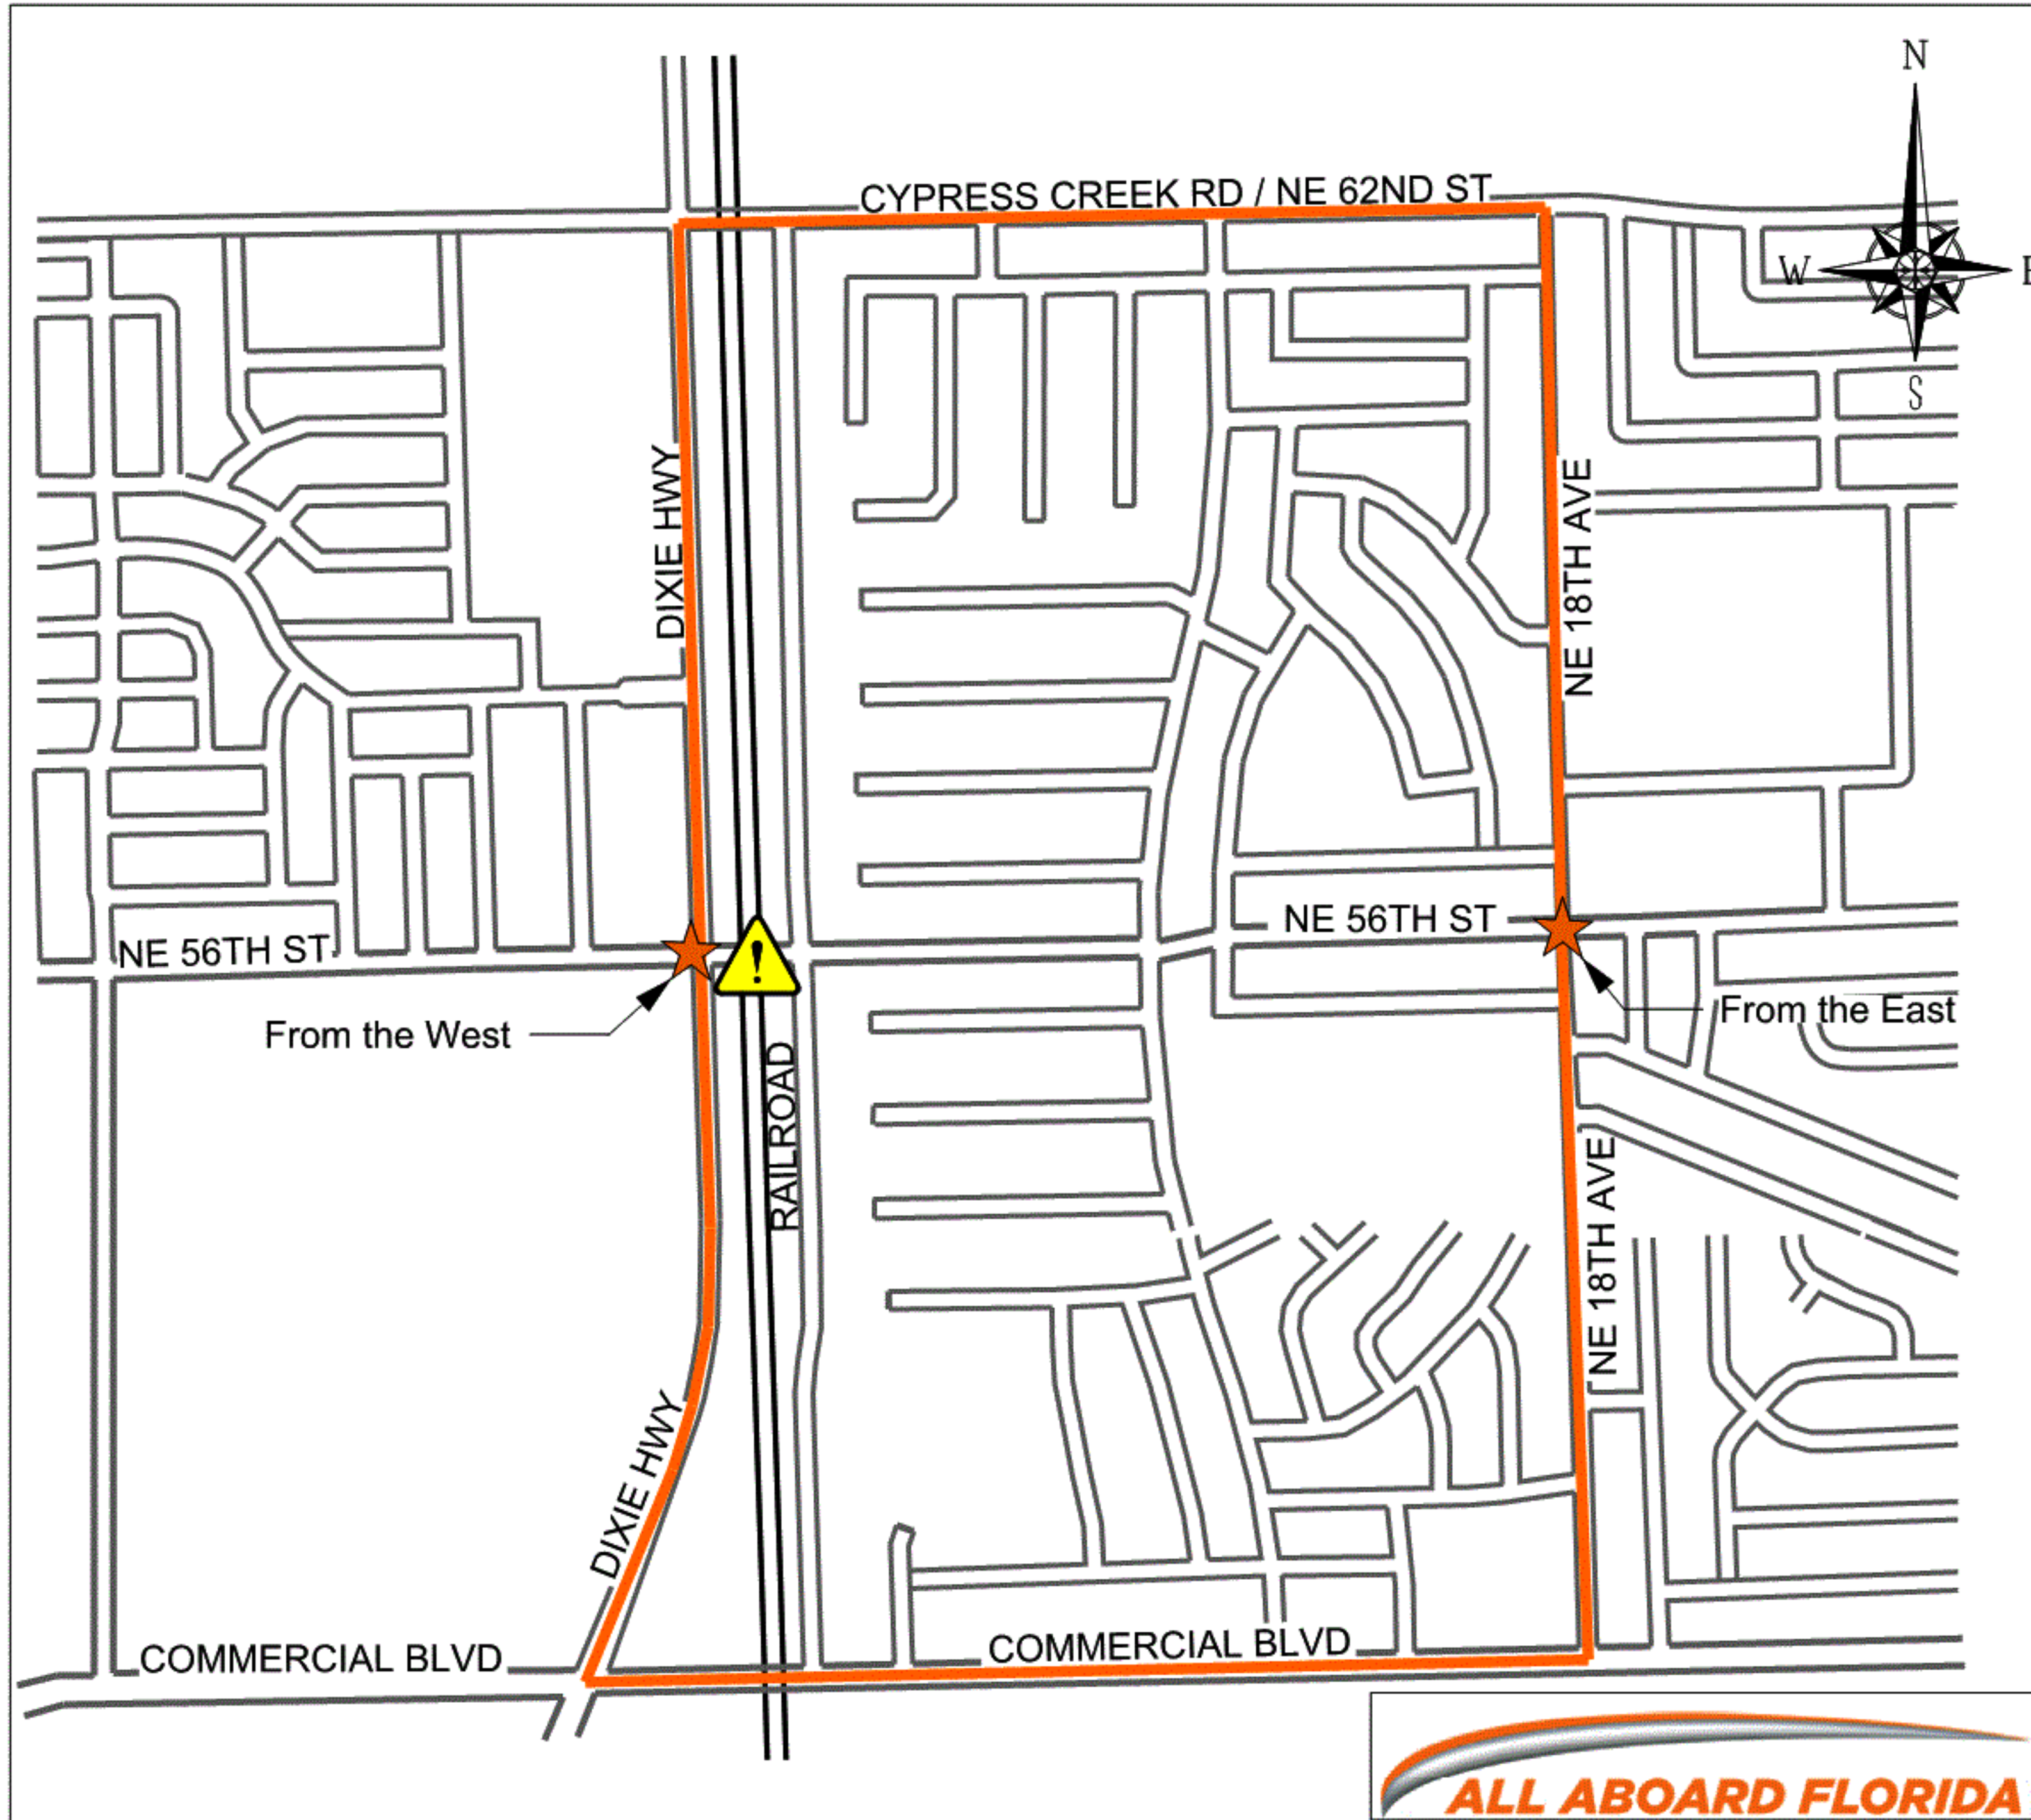 N
CYPRESS CREEK RD / NE 62ND ST
W
E
S
DIXIE HWY
NE 18TH AVE
NE 56TH ST
NE 56TH ST
!
From the West
From the East
RAILROAD
NE 18TH AVE
DIXIE HWY
COMMERCIAL BLVD
COMMERCIAL BLVD
ALL ABOARD FLORIDA